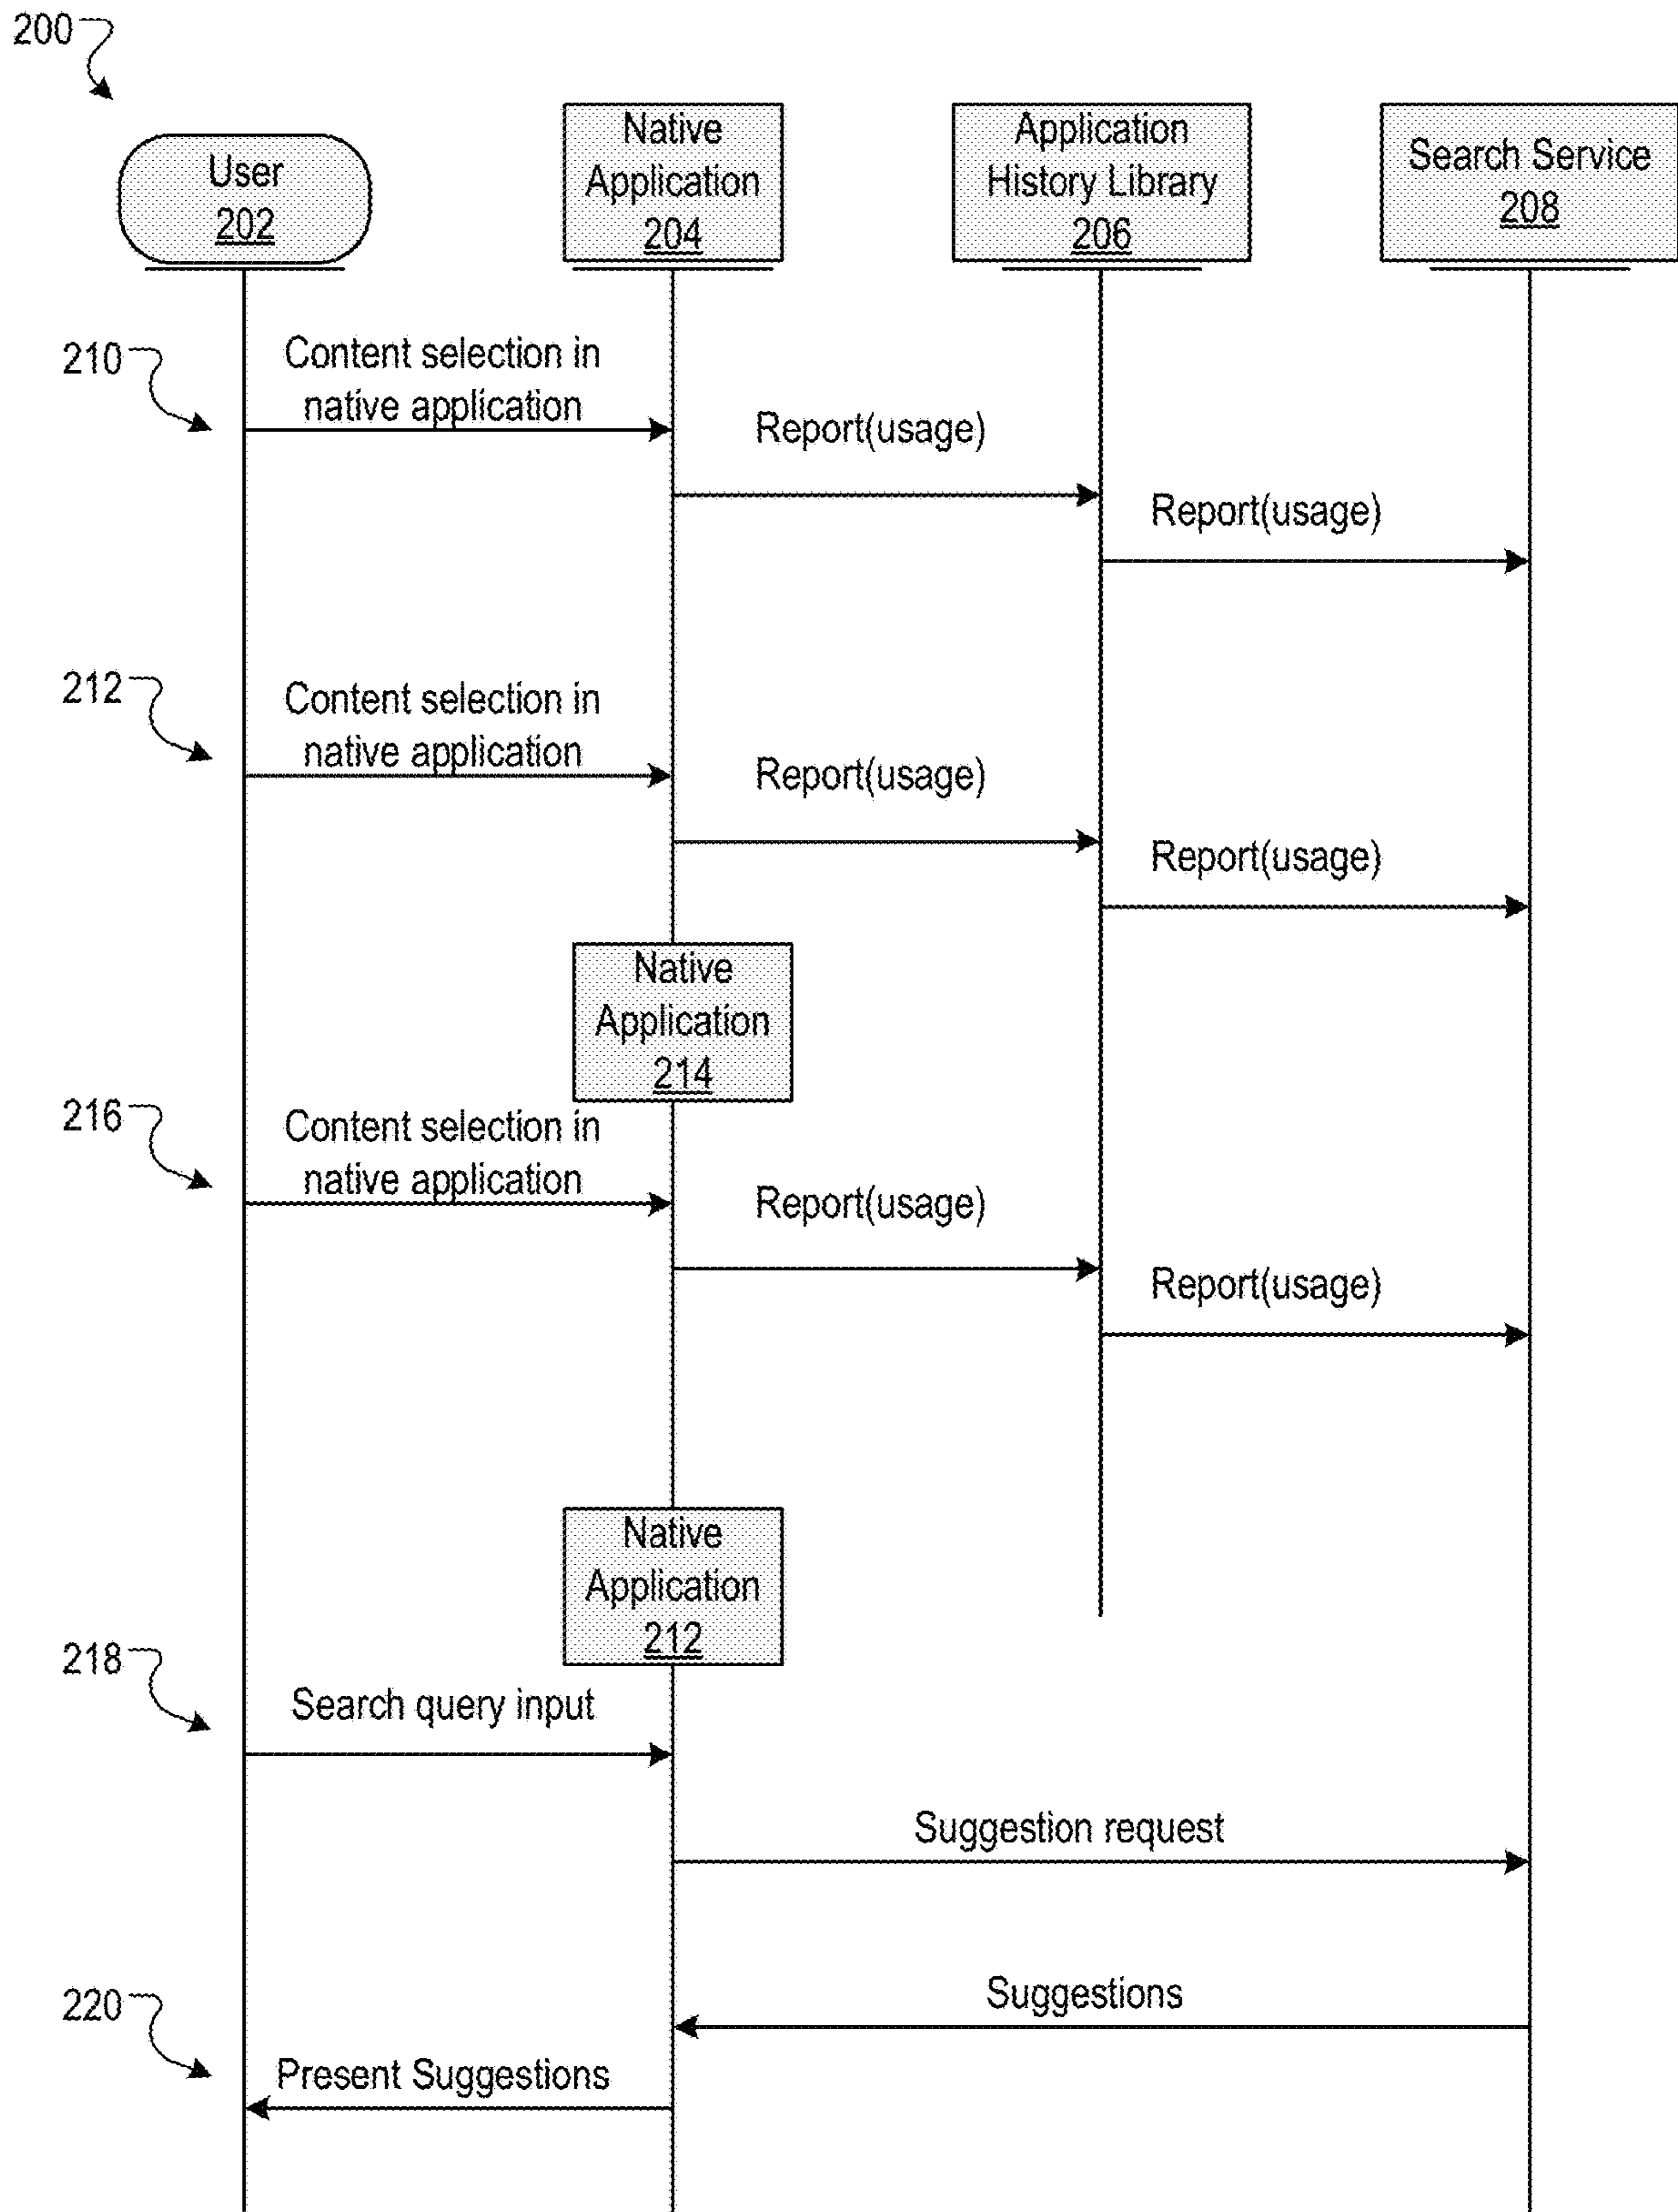 200
User
202
Native
Application
204
Application
History Library
206
Search Service
208
210
Content selection in
native application
Report(usage)
Report(usage)
212
Content selection in
native application
Report(usage)
Report(usage)
Native
Application
214
216
Content selection in
native application
Report(usage)
Report(usage)
Native
Application
212
218
Search query input
Suggestion request
Suggestions
220
Present Suggestions